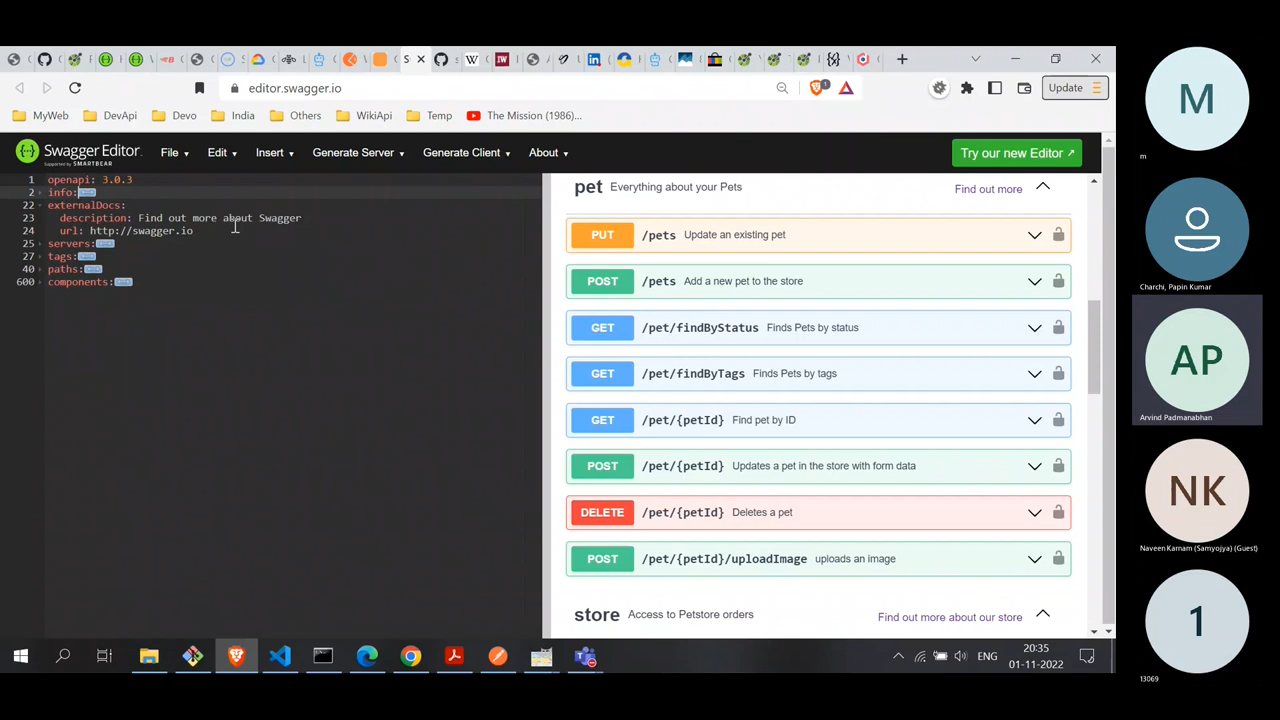 S
W
IW
editor.swagger.io
1
Update
MyWeb
DevApi
Devo
India
Others
WikiApi
Temp
The Mission (1986)...
Swagger Editor.
Supported by SMARTBEAR
File
Edit
Insert
Generate Server
Generate Client
About
Try our new Editor
1 openapi: 3.0.3
2 info:
22 externalDocs:
23 description: Find out more about Swagger
24 url: http://swagger.io
25 servers:
27 tags:
40 paths:
600 components:
pet Everything about your Pets Find out more
PUT /pets Update an existing pet
POST /pets Add a new pet to the store
GET /pet/findByStatus Finds Pets by status
GET /pet/findByTags Finds Pets by tags
GET /pet/{petId} Find pet by ID
POST /pet/{petId} Updates a pet in the store with form data
DELETE /pet/{petId} Deletes a pet
POST /pet/{petId}/uploadImage uploads an image
store Access to Petstore orders Find out more about our store
ENG
20:35
01-11-2022
M
m
Charchi, Papin Kumar
AP
Arvind Padmanabhan
NK
Naveen Karnam (Samyojya) (Guest)
1
13069